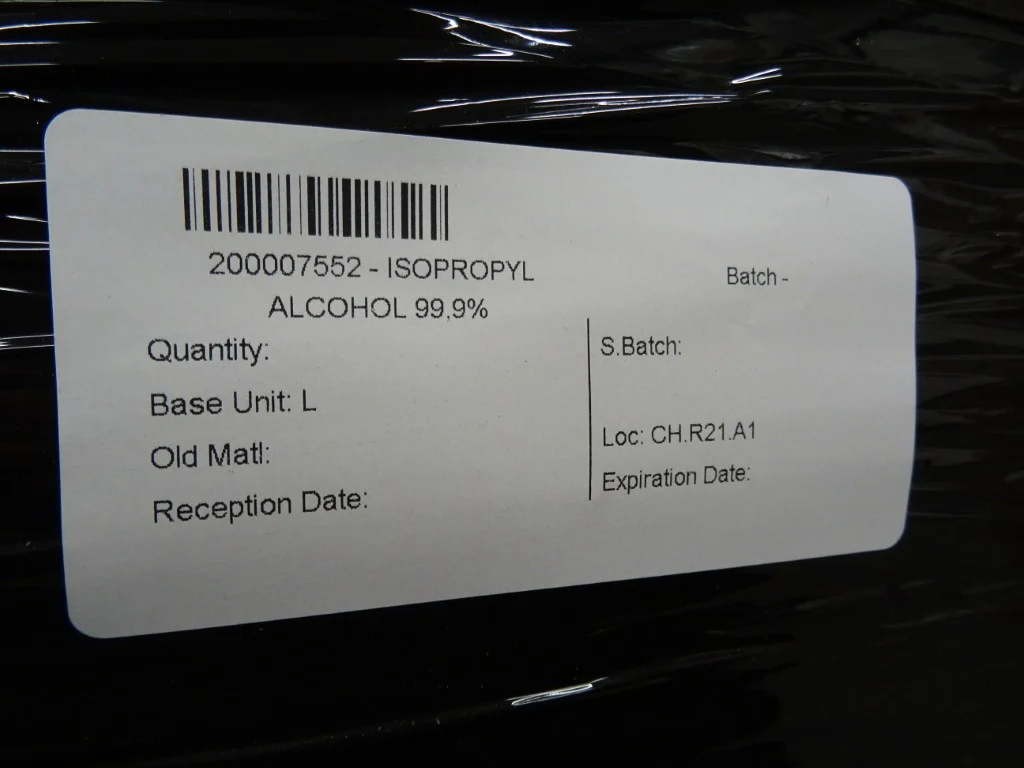 200007552 - ISOPROPYL
ALCOHOL 99,9%
Quantity:
Base Unit: L
Old Matl:
Reception Date:
Batch -
S.Batch:
Loc: CH.R21.A1
Expiration Date: